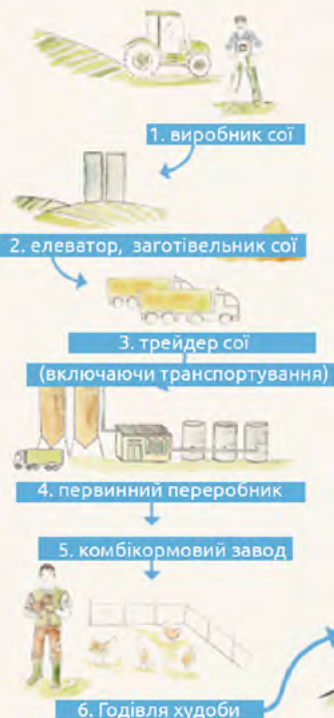 1. виробник сої
2. елеватор, заготівельник сої
3. трейдер сої
(включаючи транспортування)
4. первинний переробник
5. комбікормовий завод
6. Годівля худоби